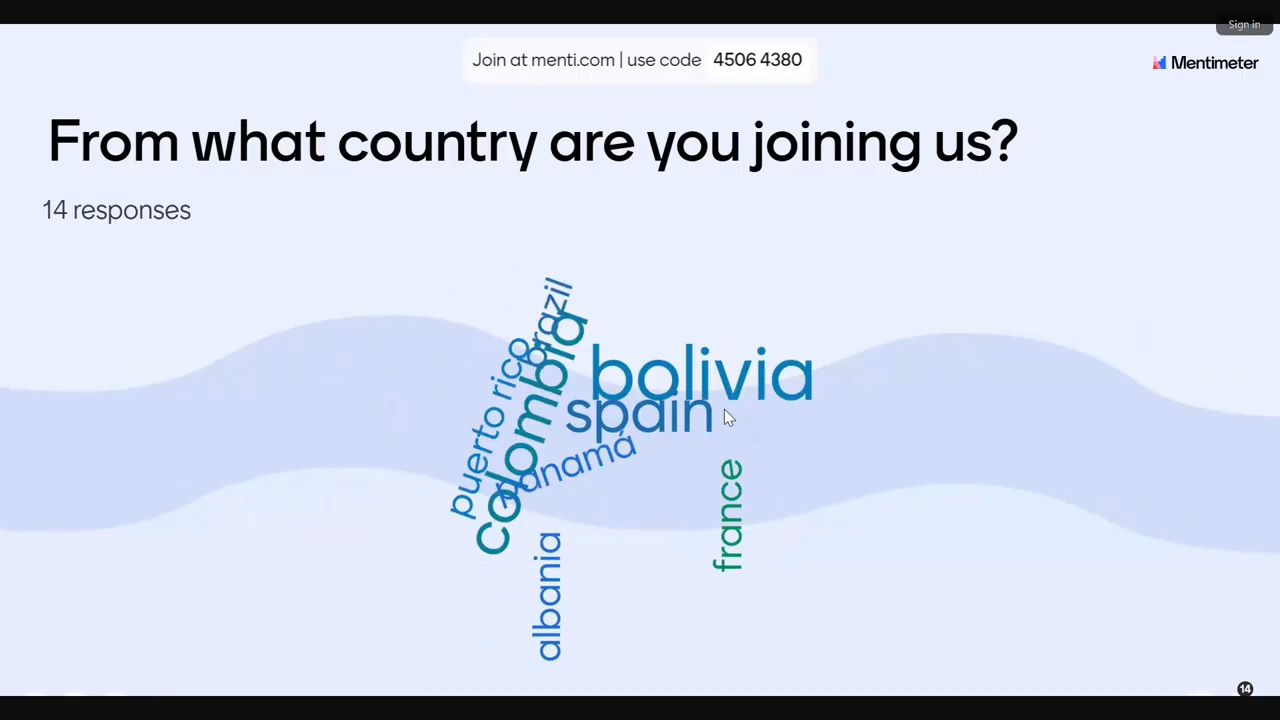 Sign in
Join at menti.com | use code 4506 4380
Mentimeter
From what country are you joining us?
14 responses
brazil
puerto rico
colombia
bolivia
spain
panamá
france
albania
14